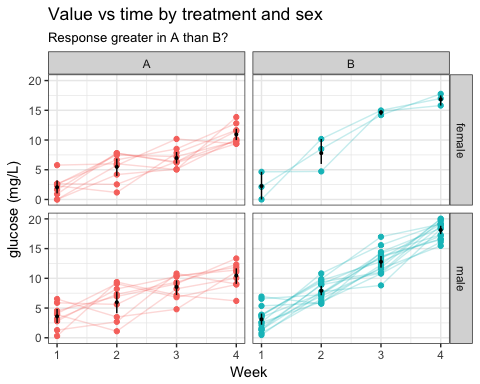 Value vs time by treatment and sex
Response greater in A than B?
A
B
20
15
10
5
0
female
20
15
10
5
0
male
glucose (mg/L)
1 2 3 4
1 2 3 4
Week